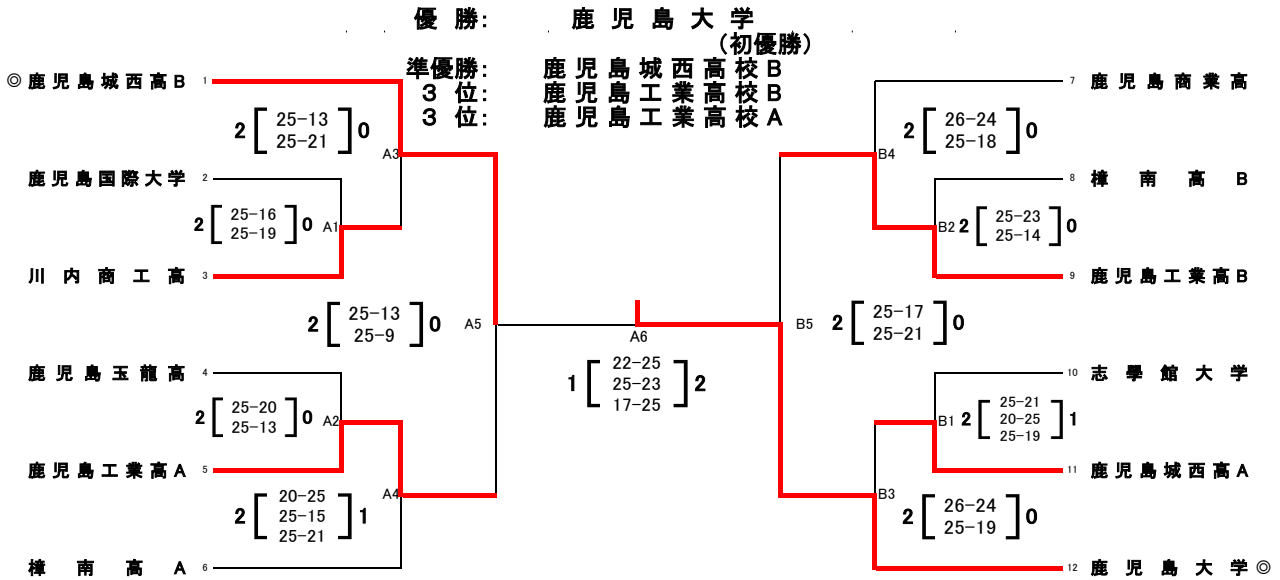 優勝: 鹿児島大学
(初優勝)
準優勝: 鹿児島城西高校B
3位: 鹿児島工業高校B
3位: 鹿児島工業高校A
◎鹿児島城西高B 1
2 [25-13 25-21] 0
A3
鹿児島国際大学 2
2 [25-16 25-19] 0
A1
川内商工高 3
2 [25-13 25-9] 0
A5
鹿児島玉龍高 4
2 [25-20 25-13] 0
A2
鹿児島工業高A 5
A4
2 [20-25 25-15 25-21] 1
樟南高A 6
A6
1 [22-25 25-23 17-25] 2
7 鹿児島商業高
2 [26-24 25-18] 0
B4
8 樟南高B
B2
2 [25-23 25-14] 0
9 鹿児島工業高B
B5
2 [25-17 25-21] 0
10 志學館大学
B1
2 [25-21 20-25 25-19] 1
11 鹿児島城西高A
B3
2 [26-24 25-19] 0
12 鹿児島大学◎